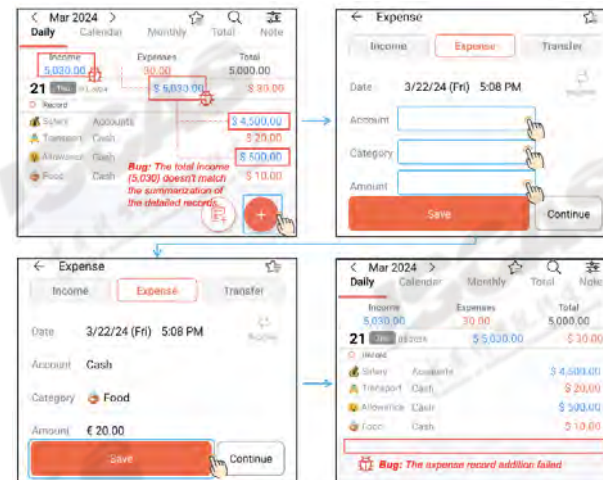 < Mar 2024 >
Daily Calendar Monthly Total Note
Income Expenses Total
5,030.00 30.00 5,000.00
21 Thu 03.2024 $ 5,030.00 $ 30.00
Record
Salary Accounts $ 4,500.00
Transport Cash $ 20.00
Allowance Cash $ 500.00
Food Cash $ 10.00
Bug: The total income
(5,030) doesn't match
the summarization of
the detailed records.
← Expense
Income Expense Transfer
Date 3/22/24 (Fri) 5:08 PM
Account
Category
Amount
Save Continue
← Expense
Income Expense Transfer
Date 3/22/24 (Fri) 5:08 PM
Account Cash
Category Food
Amount € 20.00
Save Continue
< Mar 2024 >
Daily Calendar Monthly Total Note
Income Expenses Total
5,030.00 30.00 5,000.00
21 Thu 03.2024 $ 5,030.00 $ 30.00
Record
Salary Accounts $ 4,500.00
Transport Cash $ 20.00
Allowance Cash $ 500.00
Food Cash $ 10.00
Bug: The expense record addition failed